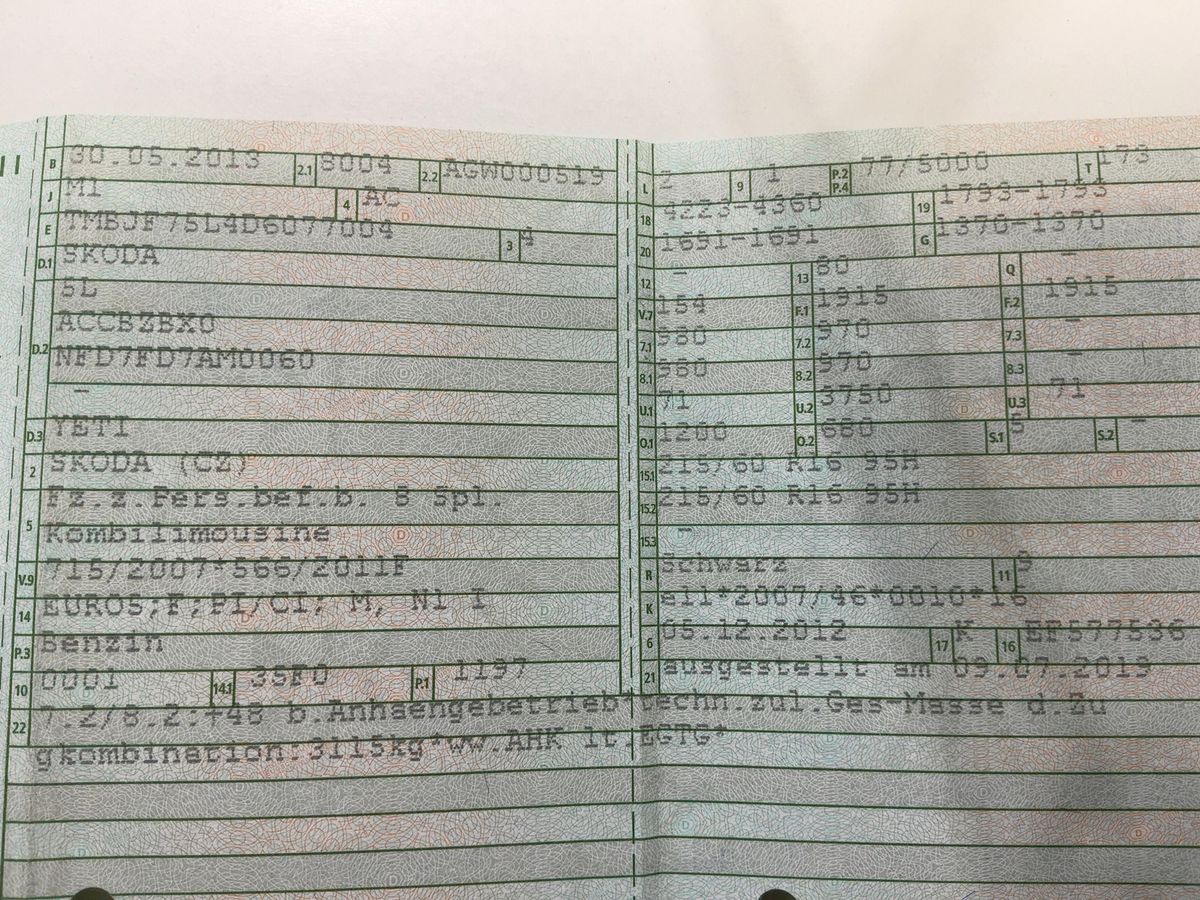 B 30.05.2013 2.1 8004 2.2 AGW000519
J M1 4 AC
E TMBJF75L4D6077004 3 4
D.1 SKODA
D.2 5L
ACCBZBX0
NFD7FD7AM0060
-
D.3 YETI
2 SKODA (CZ)
5 Fz.z.Pers.bef.b. 8 Spl.
Kombilimousine
V.9 715/2007*566/2011F
14 EURO5;F;PI/CI; M, N1 I
P.3 Benzin
10 0001 14.1 35F0 P.1 1197
L 2 9 1 P.2 P.4 77/5000 T 173
18 4223-4360 19 1793-1793
20 1691-1691 G 1370-1370
12 - 13 80 Q -
V.7 154 F.1 1915 F.2 1915
7.1 980 7.2 970 7.3 -
8.1 980 8.2 970 8.3 -
U.1 71 U.2 3750 U.3 71
O.1 1200 O.2 680 S.1 5 S.2 -
15.1 215/60 R16 95H
15.2 215/60 R16 95H
15.3 -
R Schwarz 11 9
K e11*2007/46*0010*16
6 05.12.2012 17 K 16 EF577536
21 ausgestellt am 09.07.2019
22 7.2/8.2:+48 b.Anhaengebetrieb*techn.zul.Ges-Masse d.Zu
gkombination:3115kg*ww.AHK lt.EGTG*